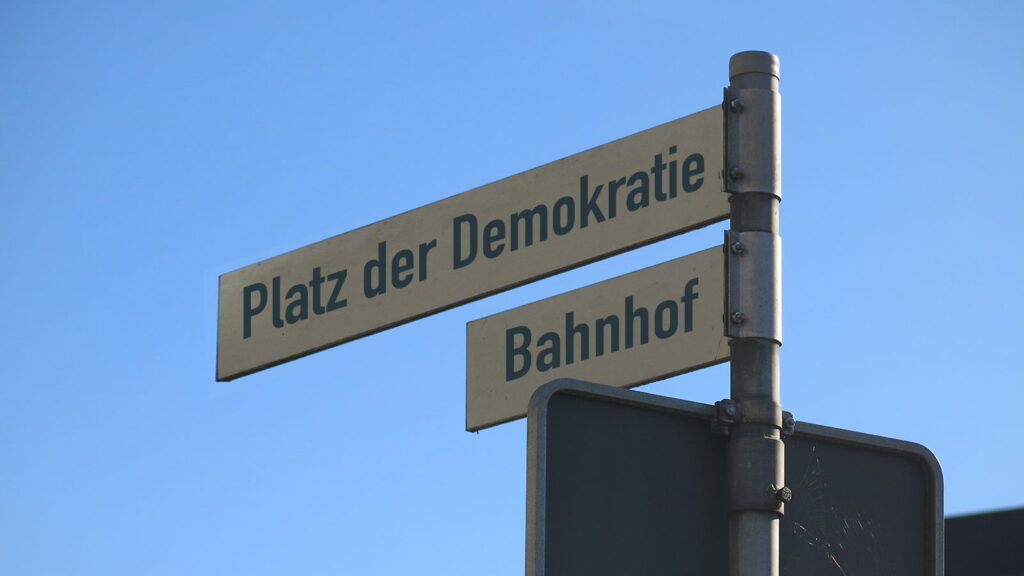 Platz der Demokratie
Bahnhof